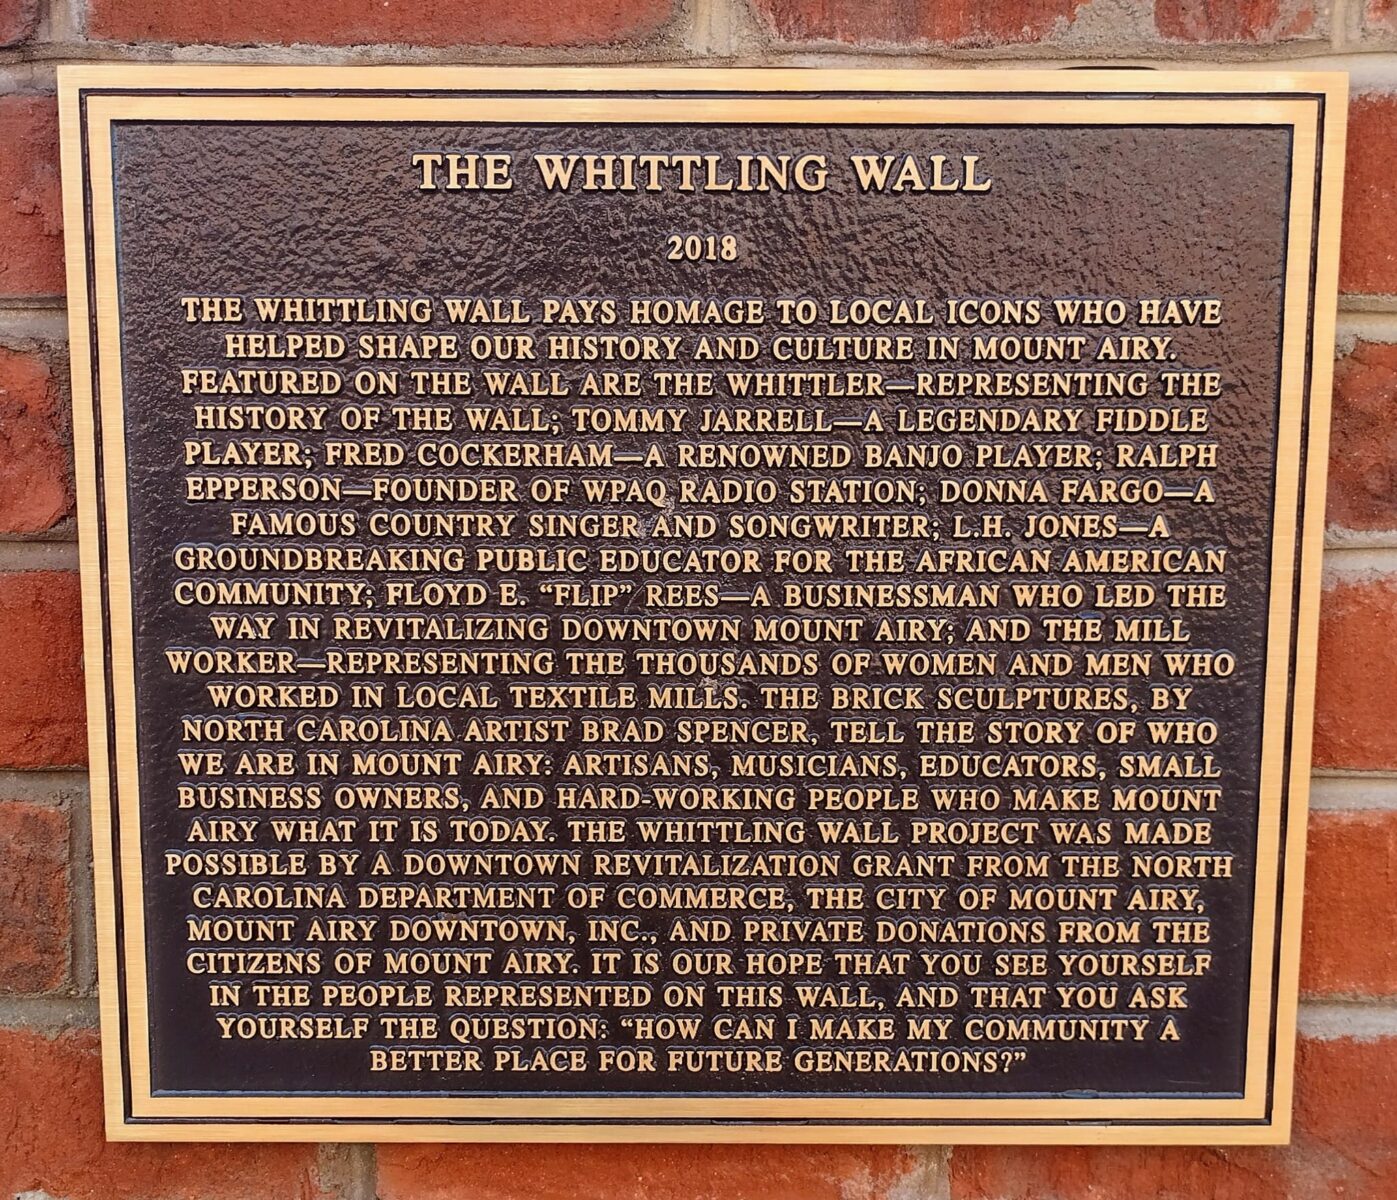 THE WHITTLING WALL
2018
THE WHITTLING WALL PAYS HOMAGE TO LOCAL ICONS WHO HAVE
HELPED SHAPE OUR HISTORY AND CULTURE IN MOUNT AIRY.
FEATURED ON THE WALL ARE THE WHITTLER—REPRESENTING THE
HISTORY OF THE WALL; TOMMY JARRELL—A LEGENDARY FIDDLE
PLAYER; FRED COCKERHAM—A RENOWNED BANJO PLAYER; RALPH
EPPERSON—FOUNDER OF WPAQ RADIO STATION; DONNA FARGO—A
FAMOUS COUNTRY SINGER AND SONGWRITER; L.H. JONES—A
GROUNDBREAKING PUBLIC EDUCATOR FOR THE AFRICAN AMERICAN
COMMUNITY; FLOYD E. “FLIP” REES—A BUSINESSMAN WHO LED THE
WAY IN REVITALIZING DOWNTOWN MOUNT AIRY; AND THE MILL
WORKER—REPRESENTING THE THOUSANDS OF WOMEN AND MEN WHO
WORKED IN LOCAL TEXTILE MILLS. THE BRICK SCULPTURES, BY
NORTH CAROLINA ARTIST BRAD SPENCER, TELL THE STORY OF WHO
WE ARE IN MOUNT AIRY: ARTISANS, MUSICIANS, EDUCATORS, SMALL
BUSINESS OWNERS, AND HARD-WORKING PEOPLE WHO MAKE MOUNT
AIRY WHAT IT IS TODAY. THE WHITTLING WALL PROJECT WAS MADE
POSSIBLE BY A DOWNTOWN REVITALIZATION GRANT FROM THE NORTH
CAROLINA DEPARTMENT OF COMMERCE, THE CITY OF MOUNT AIRY,
MOUNT AIRY DOWNTOWN, INC., AND PRIVATE DONATIONS FROM THE
CITIZENS OF MOUNT AIRY. IT IS OUR HOPE THAT YOU SEE YOURSELF
IN THE PEOPLE REPRESENTED ON THIS WALL, AND THAT YOU ASK
YOURSELF THE QUESTION: “HOW CAN I MAKE MY COMMUNITY A
BETTER PLACE FOR FUTURE GENERATIONS?”